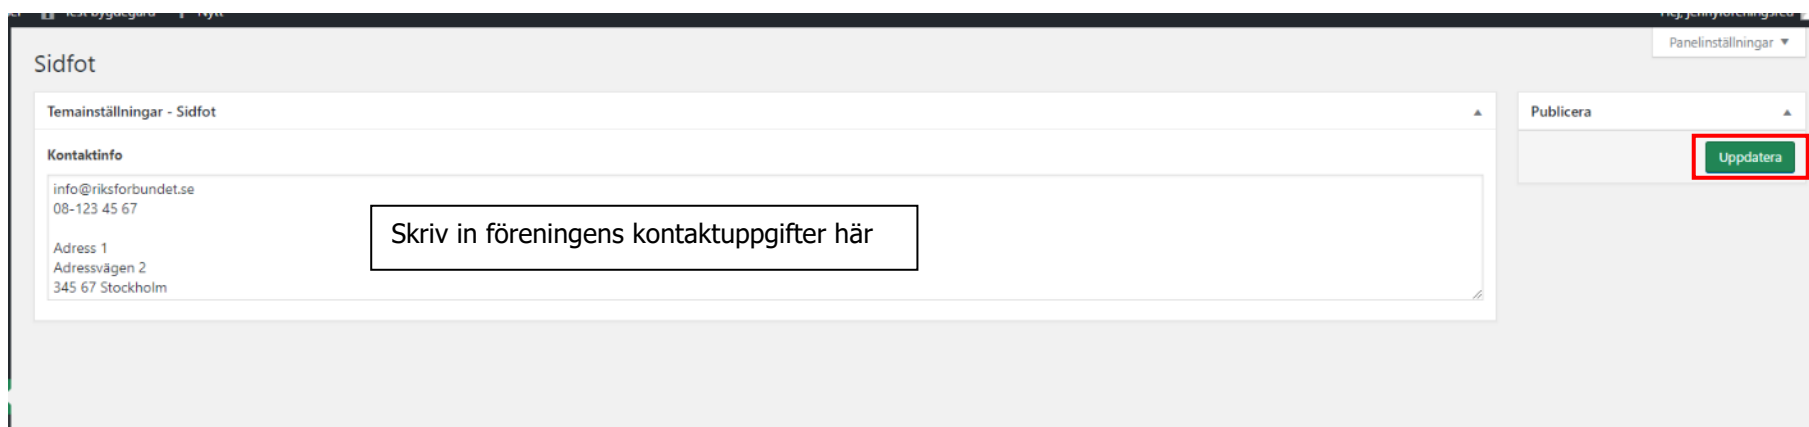 Nytt
Panelinställningar
Sidfot
Temainställningar - Sidfot
Kontaktinfo
info@riksforbundet.se
08-123 45 67
Adress 1
Adressvägen 2
345 67 Stockholm
Skriv in föreningens kontaktuppgifter här
Publicera
Uppdatera